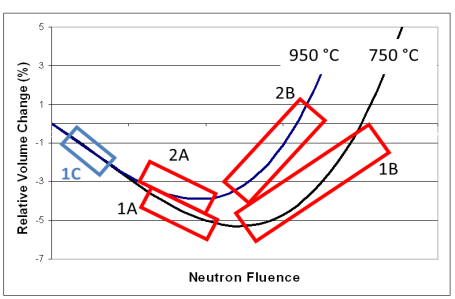 5
3
1
-1
-3
-5
-7
Relative Volume Change (%)
Neutron Fluence
950 °C
750 °C
2B
2A
1C
1A
1B